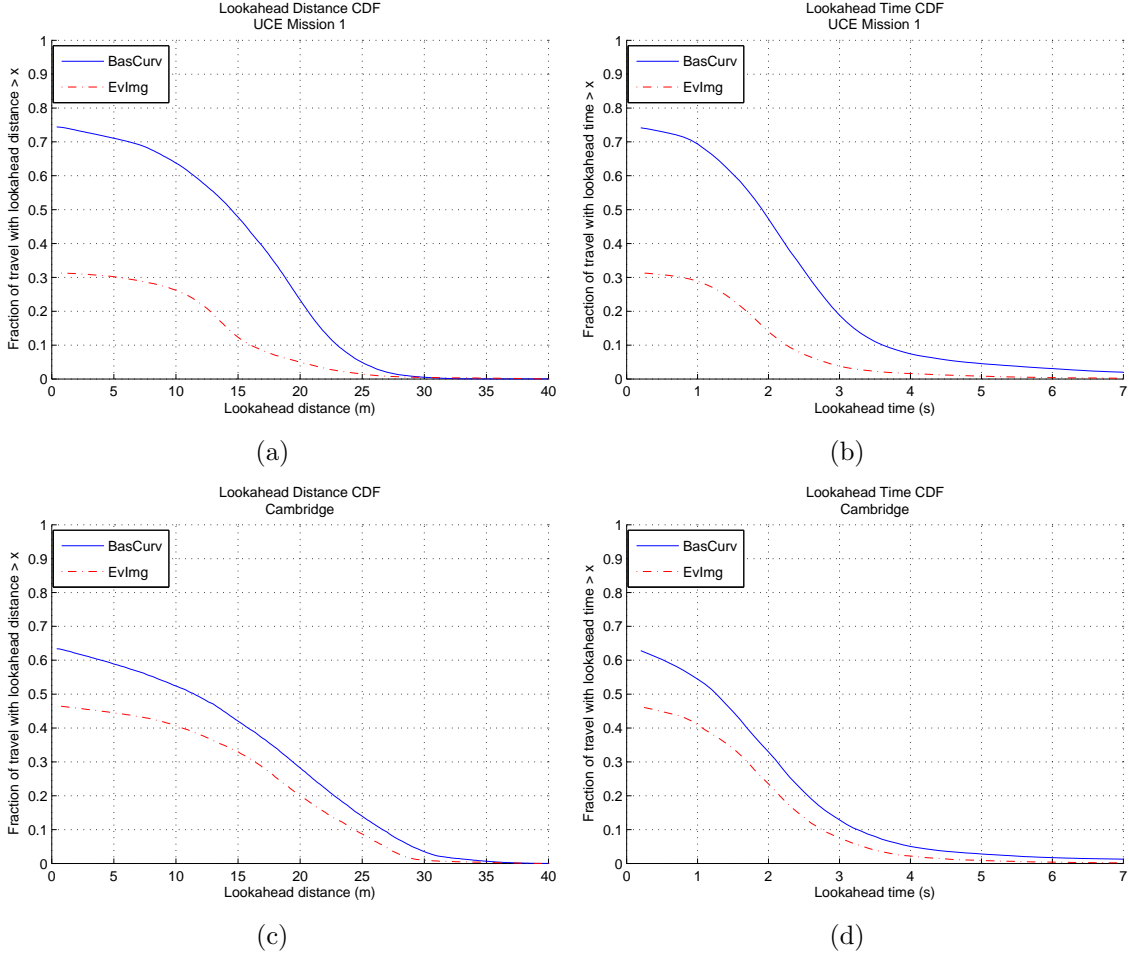 Lookahead Distance CDF
UCE Mission 1
1
0.9
0.8
0.7
0.6
0.5
0.4
0.3
0.2
0.1
0
Fraction of travel with lookahead distance > x
BasCurv
EvImg
0 5 10 15 20 25 30 35 40
Lookahead distance (m)
(a)
Lookahead Time CDF
UCE Mission 1
1
0.9
0.8
0.7
0.6
0.5
0.4
0.3
0.2
0.1
0
Fraction of travel with lookahead time > x
BasCurv
EvImg
0 1 2 3 4 5 6 7
Lookahead time (s)
(b)
Lookahead Distance CDF
Cambridge
1
0.9
0.8
0.7
0.6
0.5
0.4
0.3
0.2
0.1
0
Fraction of travel with lookahead distance > x
BasCurv
EvImg
0 5 10 15 20 25 30 35 40
Lookahead distance (m)
(c)
Lookahead Time CDF
Cambridge
1
0.9
0.8
0.7
0.6
0.5
0.4
0.3
0.2
0.1
0
Fraction of travel with lookahead time > x
BasCurv
EvImg
0 1 2 3 4 5 6 7
Lookahead time (s)
(d)